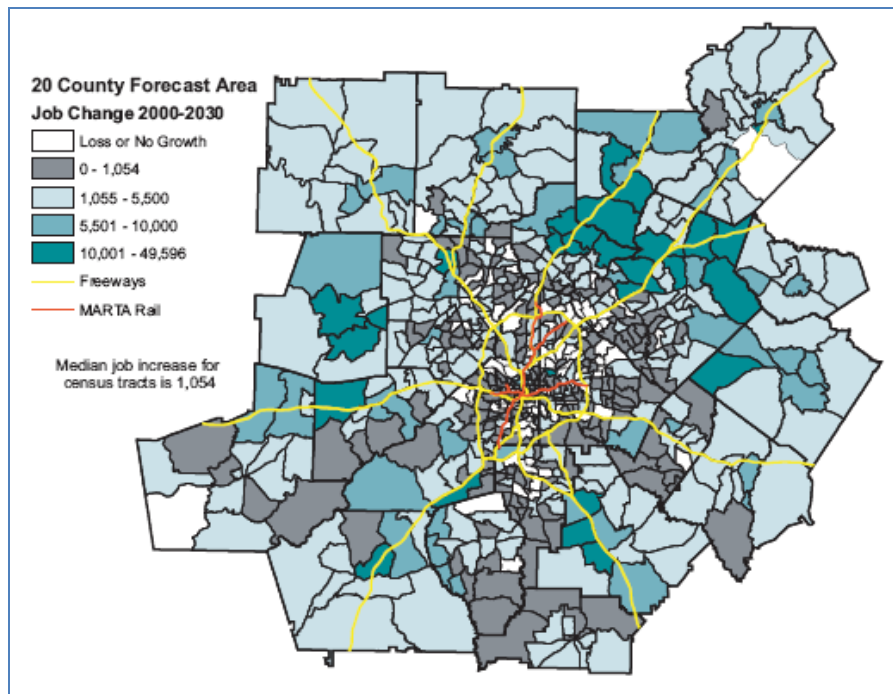 20 County Forecast Area
Job Change 2000-2030
Loss or No Growth
0 - 1,054
1,055 - 5,500
5,501 - 10,000
10,001 - 49,596
Freeways
MARTA Rail
Median job increase for
census tracts is 1,054